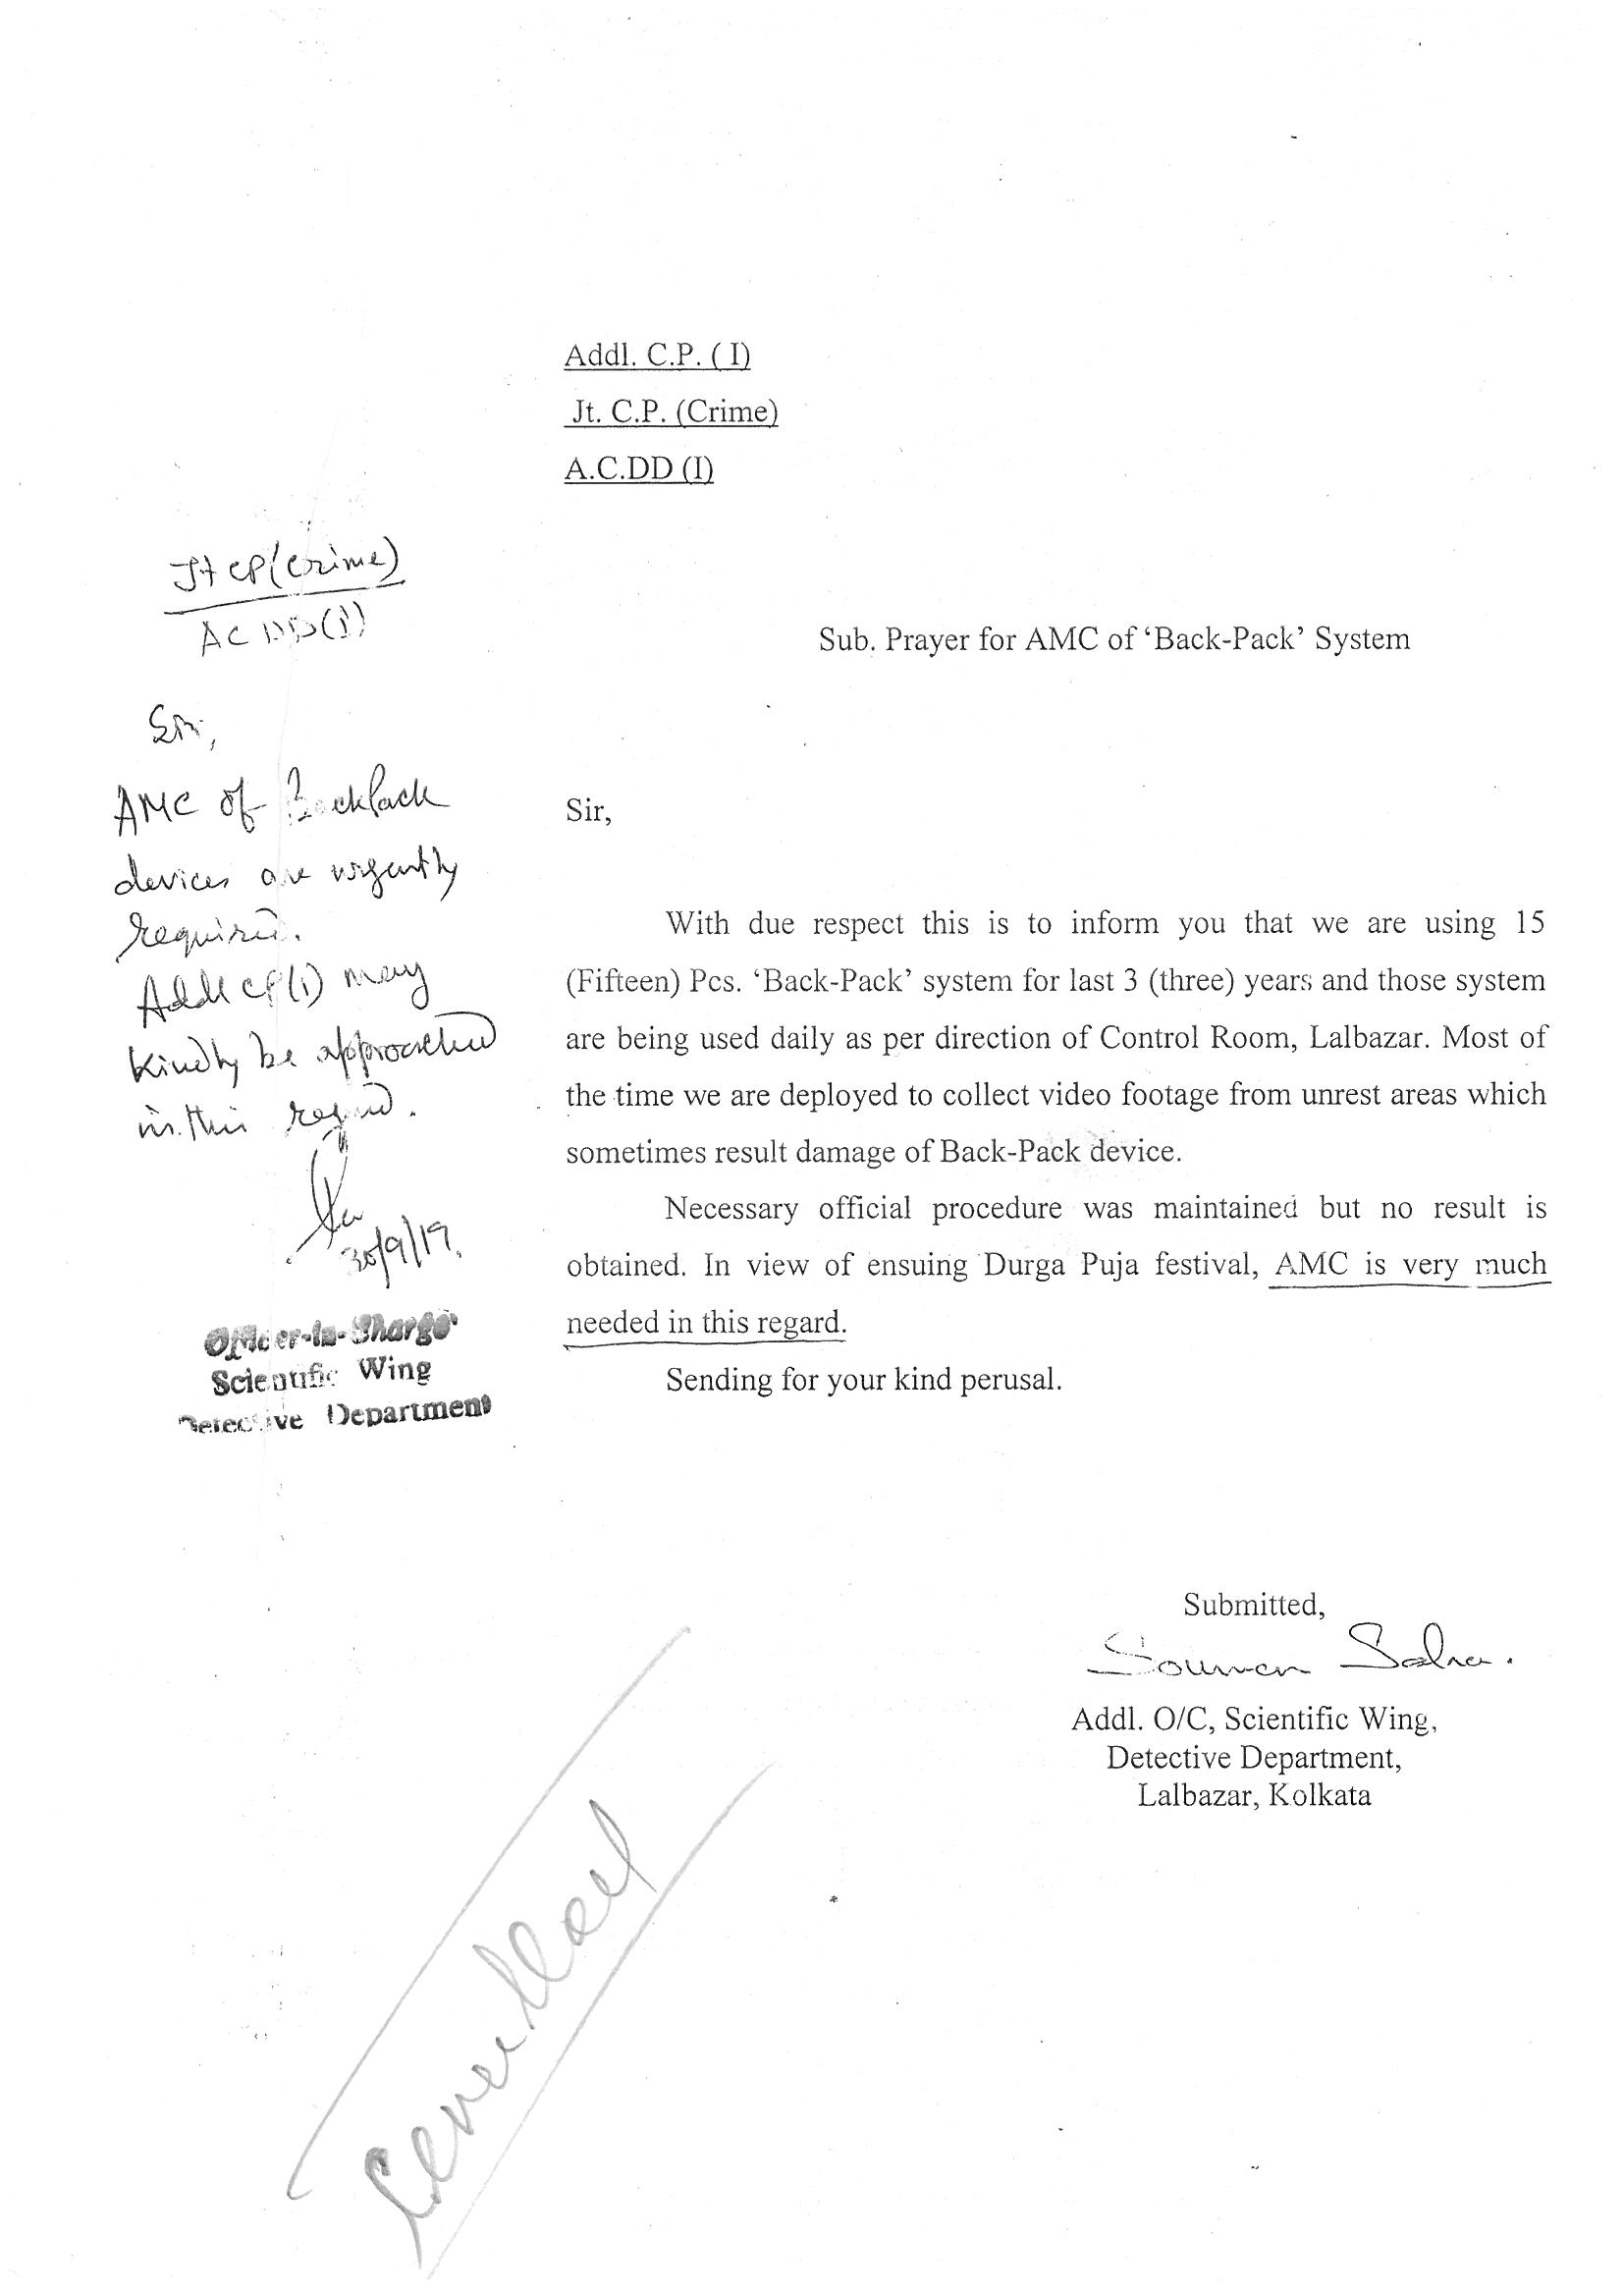 Addl. C.P. ( I)
Jt. C.P. (Crime)
A.C.DD (I)
Jt CP (Crime)
AC DD(I)
Sub. Prayer for AMC of ‘Back-Pack’ System
Sir,
AMC of BackPack
devices are urgently
required.
Addl CP(I) may
kindly be approached
in this regard.
30/9/19.
Officer-in-Charge
Scientific Wing
Detective Department
Sir,
With due respect this is to inform you that we are using 15
(Fifteen) Pcs. ‘Back-Pack’ system for last 3 (three) years and those system
are being used daily as per direction of Control Room, Lalbazar. Most of
the time we are deployed to collect video footage from unrest areas which
sometimes result damage of Back-Pack device.
Necessary official procedure was maintained but no result is
obtained. In view of ensuing Durga Puja festival, AMC is very much
needed in this regard.
Sending for your kind perusal.
Submitted,
Souman Saha.
Addl. O/C, Scientific Wing,
Detective Department,
Lalbazar, Kolkata